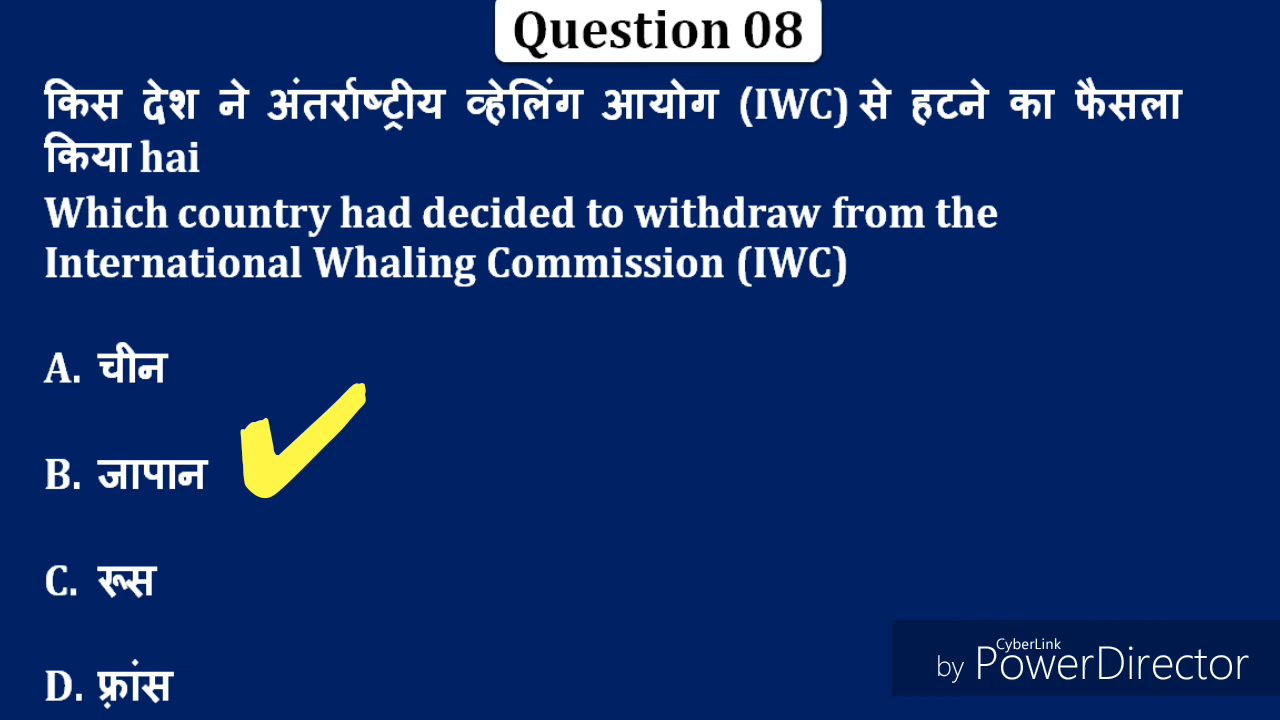 Question 08
किस देश ने अंतर्राष्ट्रीय व्हेलिंग आयोग (IWC) से हटने का फैसला
किया hai
Which country had decided to withdraw from the
International Whaling Commission (IWC)
A. चीन
B. जापान
C. रूस
D. फ़्रांस
CyberLink
by PowerDirector